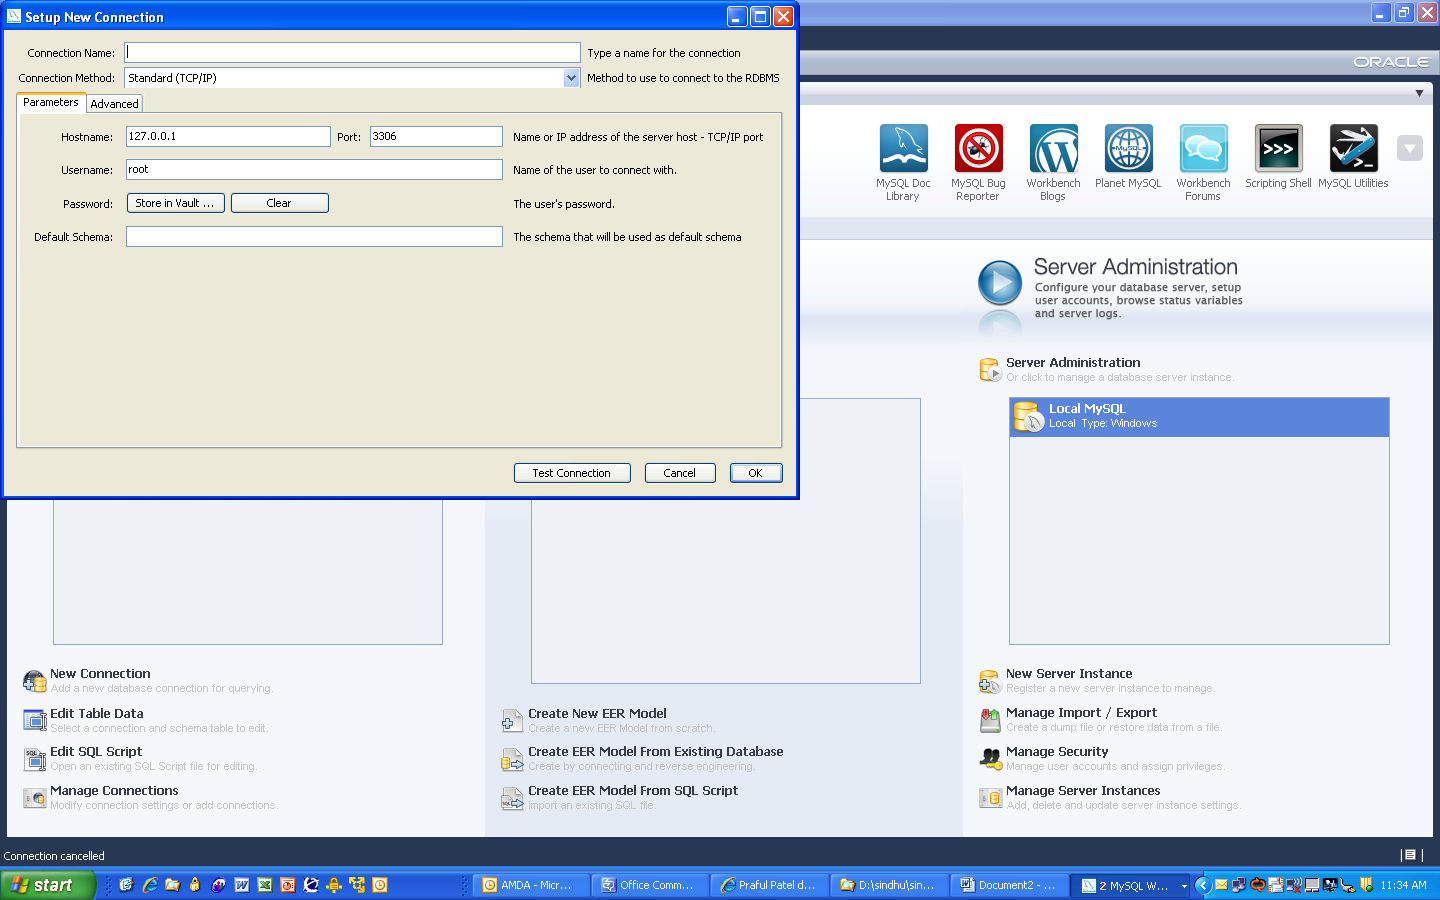 Setup New Connection
Connection Name:
Type a name for the connection
Connection Method:
Standard (TCP/IP)
Method to use to connect to the RDBMS
Parameters
Advanced
Hostname:
127.0.0.1
Port:
3306
Name or IP address of the server host - TCP/IP port
Username:
root
Name of the user to connect with.
Password:
Store in Vault ...
Clear
The user's password.
Default Schema:
The schema that will be used as default schema
Test Connection
Cancel
OK
ORACLE
MySQL Doc
Library
MySQL Bug
Reporter
Workbench
Blogs
MySQL
Planet MySQL
Workbench
Forums
>>>
Scripting Shell
MySQL Utilities
Server Administration
Configure your database server, setup
user accounts, browse status variables
and server logs.
Server Administration
Or click to manage a database server instance.
Local MySQL
Local Type: Windows
New Connection
Add a new database connection for querying.
Edit Table Data
Select a connection and schema table to edit.
Edit SQL Script
Open an existing SQL Script file for editing.
Manage Connections
Modify connection settings or add connections.
Create New EER Model
Create a new EER Model from scratch.
Create EER Model From Existing Database
Create by connecting and reverse engineering.
Create EER Model From SQL Script
Import an existing SQL file.
New Server Instance
Register a new server instance to manage.
Manage Import / Export
Create a dump file or restore data from a file.
Manage Security
Manage user accounts and assign privileges.
Manage Server Instances
Add, delete and update server instance settings.
Connection cancelled
start
AMDA - Micr...
Office Comm...
Praful Patel d...
D:\sindhu\sin...
Document2 - ...
2 MySQL W...
11:34 AM